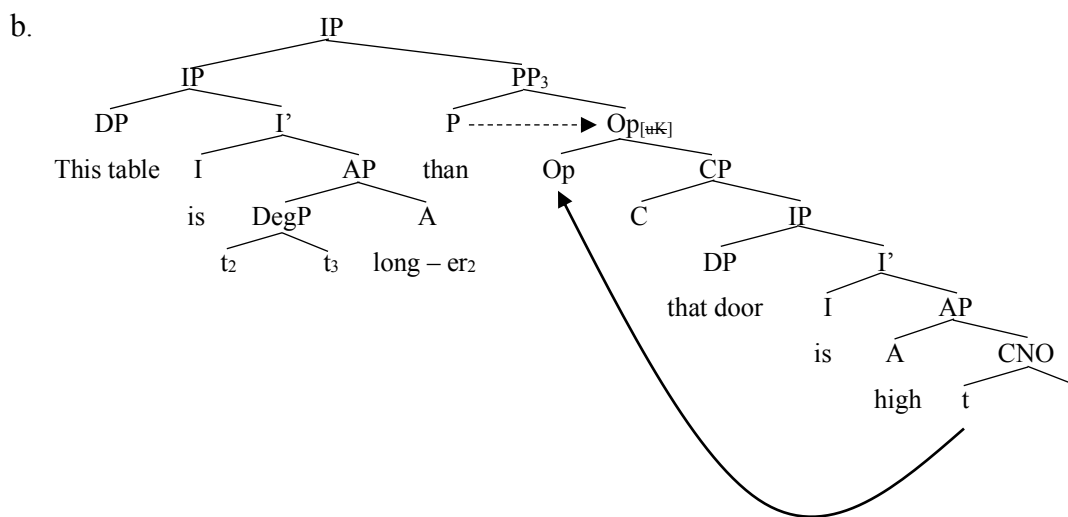 b. IP
IP PP3
DP I’ P Op[uK]
This table I AP than Op CP
is DegP A C IP
t2 t3 long – er2 DP I’
that door I AP
is A CNO
high t